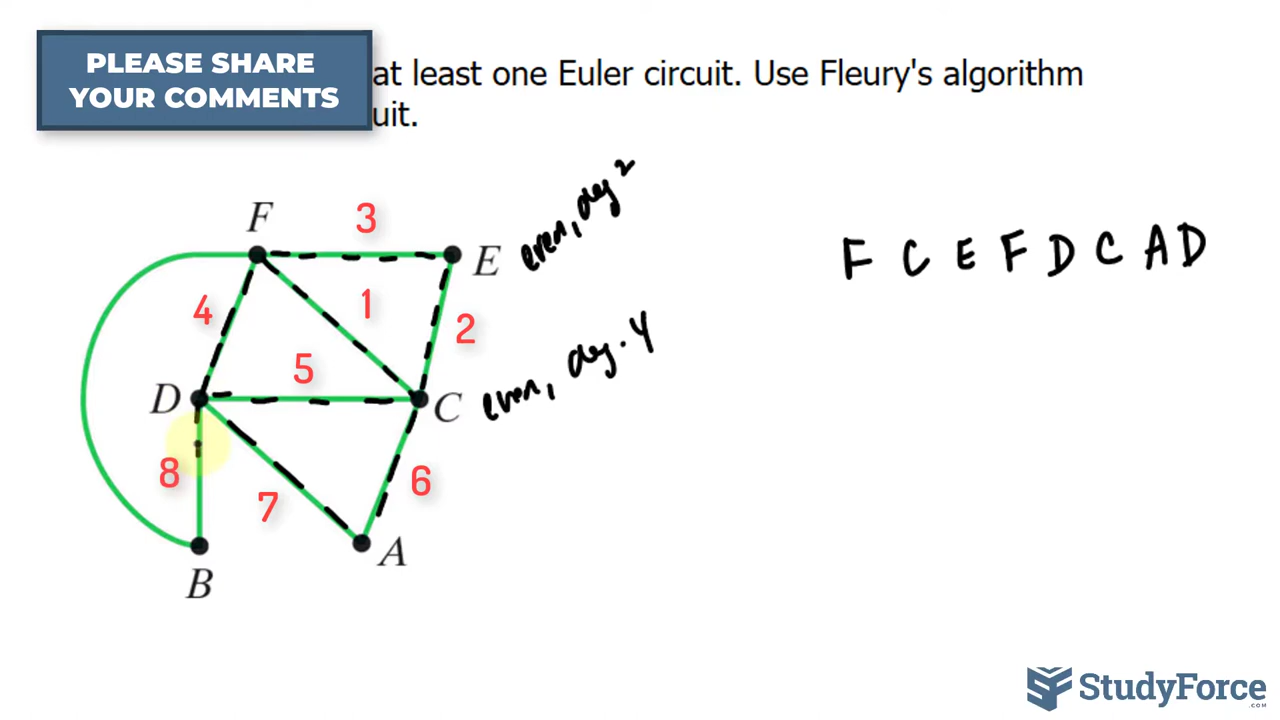 PLEASE SHARE
YOUR COMMENTS
at least one Euler circuit. Use Fleury's algorithm
uit.
F
3
E
even, deg 2
F C E F D C A D
4
1
2
5
D
C
even, deg. 4
8
7
6
B
A
StudyForce
.COM